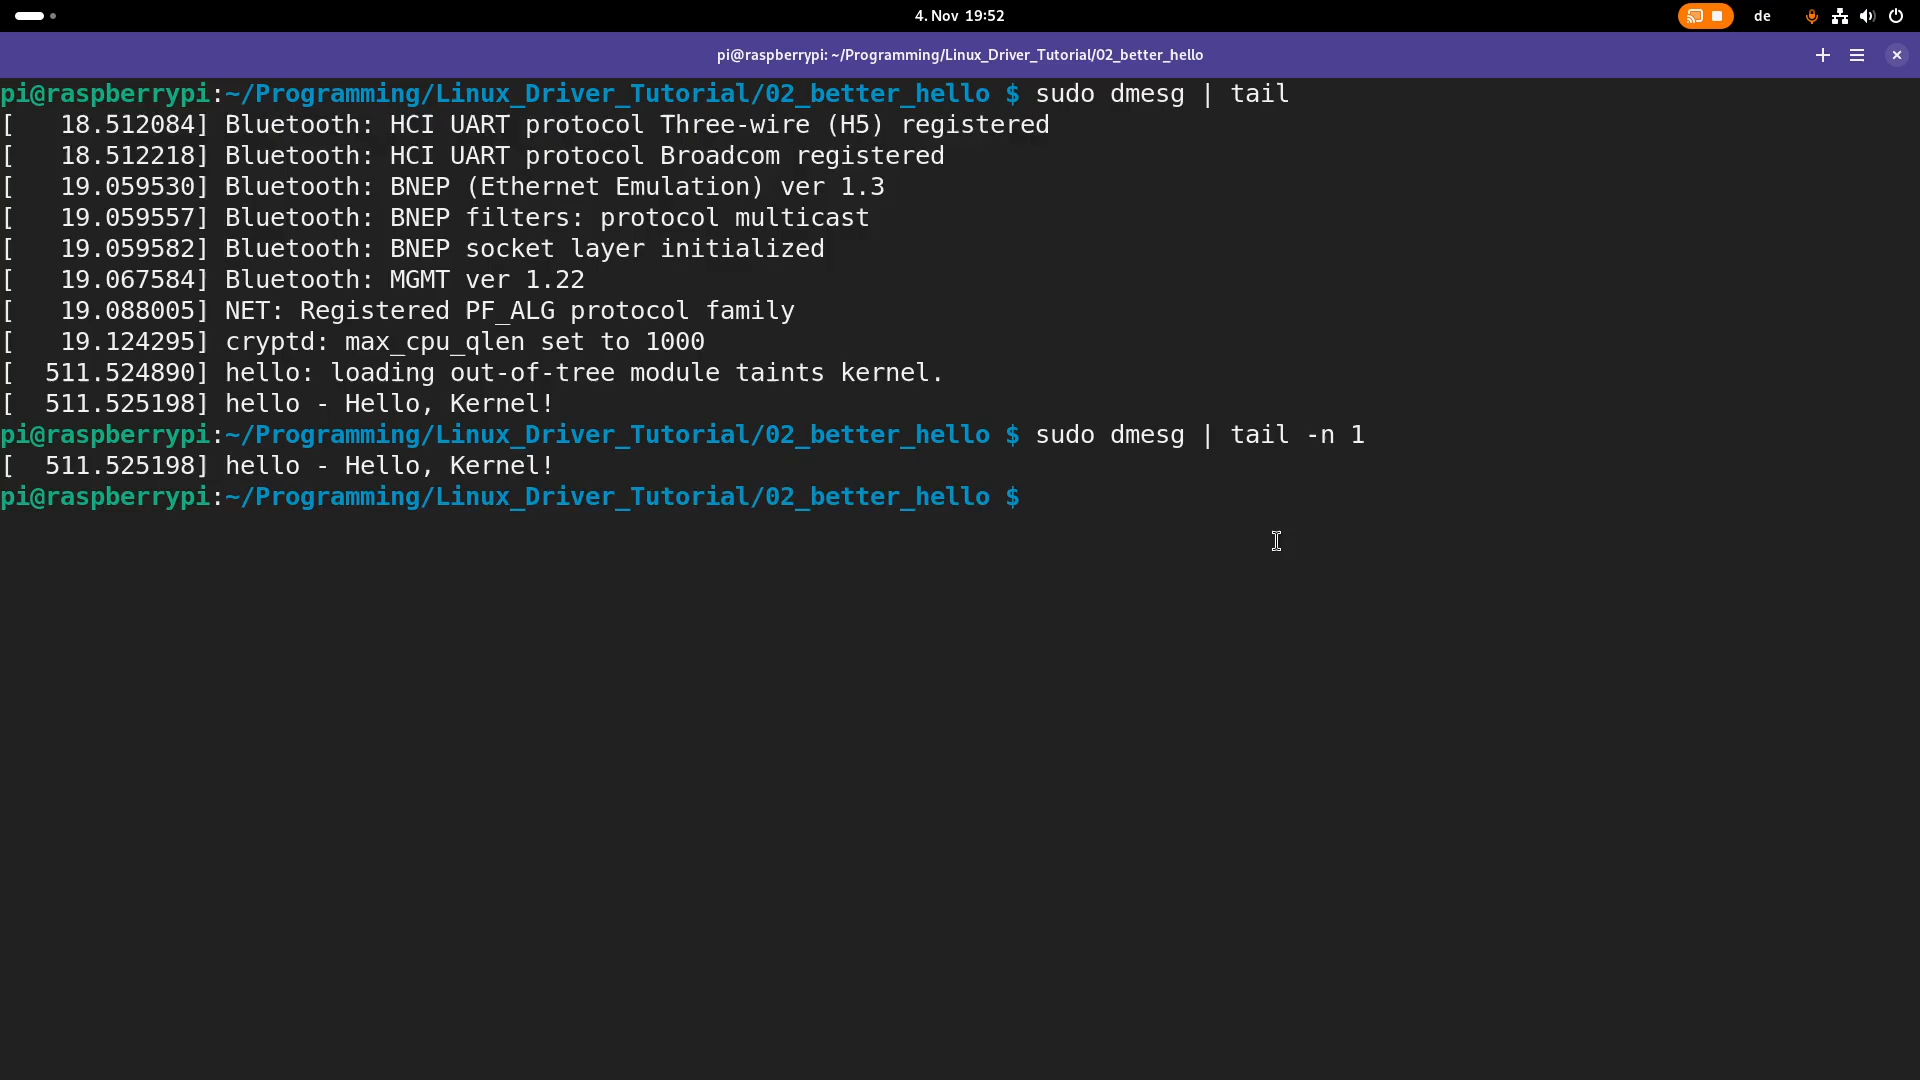 4. Nov 19:52
de
pi@raspberrypi: ~/Programming/Linux_Driver_Tutorial/02_better_hello
pi@raspberrypi:~/Programming/Linux_Driver_Tutorial/02_better_hello $ sudo dmesg | tail
[   18.512084] Bluetooth: HCI UART protocol Three-wire (H5) registered
[   18.512218] Bluetooth: HCI UART protocol Broadcom registered
[   19.059530] Bluetooth: BNEP (Ethernet Emulation) ver 1.3
[   19.059557] Bluetooth: BNEP filters: protocol multicast
[   19.059582] Bluetooth: BNEP socket layer initialized
[   19.067584] Bluetooth: MGMT ver 1.22
[   19.088005] NET: Registered PF_ALG protocol family
[   19.124295] cryptd: max_cpu_qlen set to 1000
[  511.524890] hello: loading out-of-tree module taints kernel.
[  511.525198] hello - Hello, Kernel!
pi@raspberrypi:~/Programming/Linux_Driver_Tutorial/02_better_hello $ sudo dmesg | tail -n 1
[  511.525198] hello - Hello, Kernel!
pi@raspberrypi:~/Programming/Linux_Driver_Tutorial/02_better_hello $